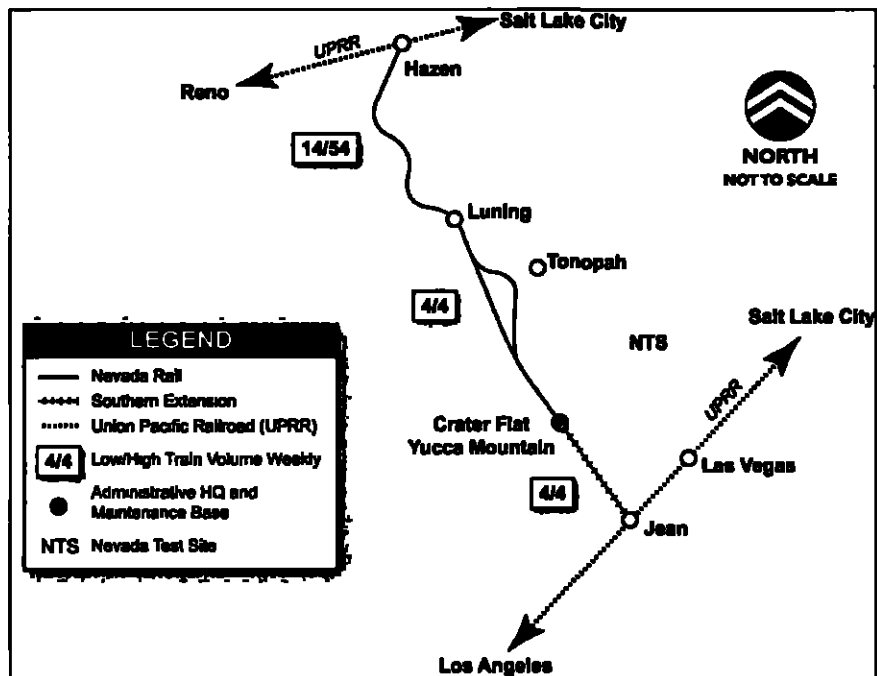 Salt Lake City
UPRR
Hazen
Reno
NORTH
NOT TO SCALE
14/54
Luning
Tonopah
4/4
Salt Lake City
NTS
UPRR
LEGEND
Nevada Rail
Southern Extension
Union Pacific Railroad (UPRR)
4/4 Low/High Train Volume Weekly
Administrative HQ and
Maintenance Base
NTS Nevada Test Site
Crater Flat
Yucca Mountain
Las Vegas
4/4
Jean
Los Angeles